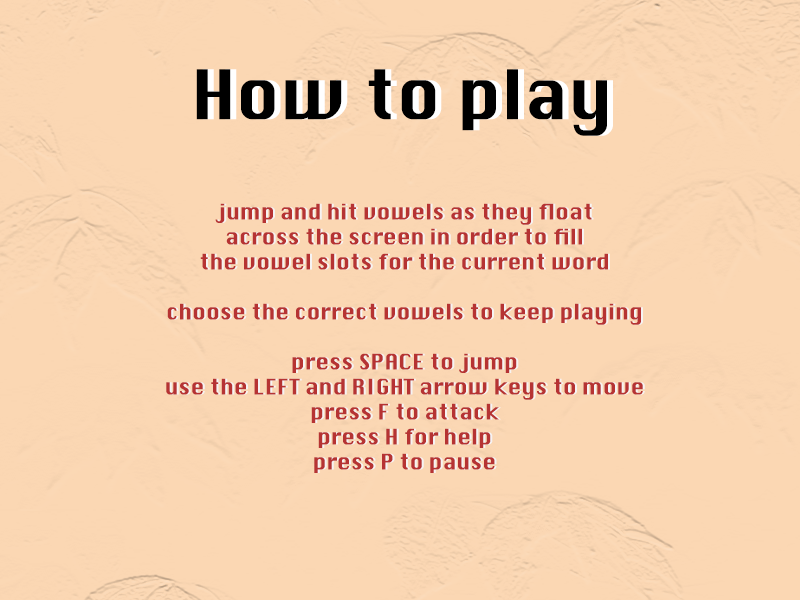 How to play
jump and hit vowels as they float
across the screen in order to fill
the vowel slots for the current word
choose the correct vowels to keep playing
press SPACE to jump
use the LEFT and RIGHT arrow keys to move
press F to attack
press H for help
press P to pause